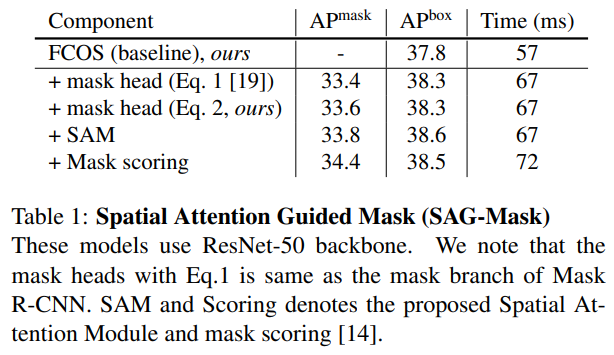 Component AP^mask AP^box Time (ms)
FCOS (baseline), ours - 37.8 57
+ mask head (Eq. 1 [19]) 33.4 38.3 67
+ mask head (Eq. 2, ours) 33.6 38.3 67
+ SAM 33.8 38.6 67
+ Mask scoring 34.4 38.5 72
Table 1: Spatial Attention Guided Mask (SAG-Mask)
These models use ResNet-50 backbone. We note that the
mask heads with Eq.1 is same as the mask branch of Mask
R-CNN. SAM and Scoring denotes the proposed Spatial At-
tention Module and mask scoring [14].